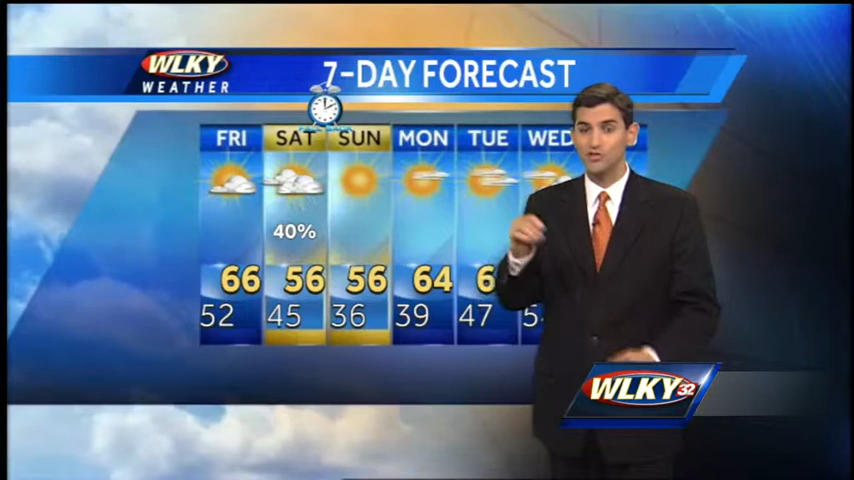 WLKY
WEATHER
7-DAY FORECAST
FRI SAT SUN MON TUE WED
40%
66 56 56 64
52 45 36 39 47
WLKY 32